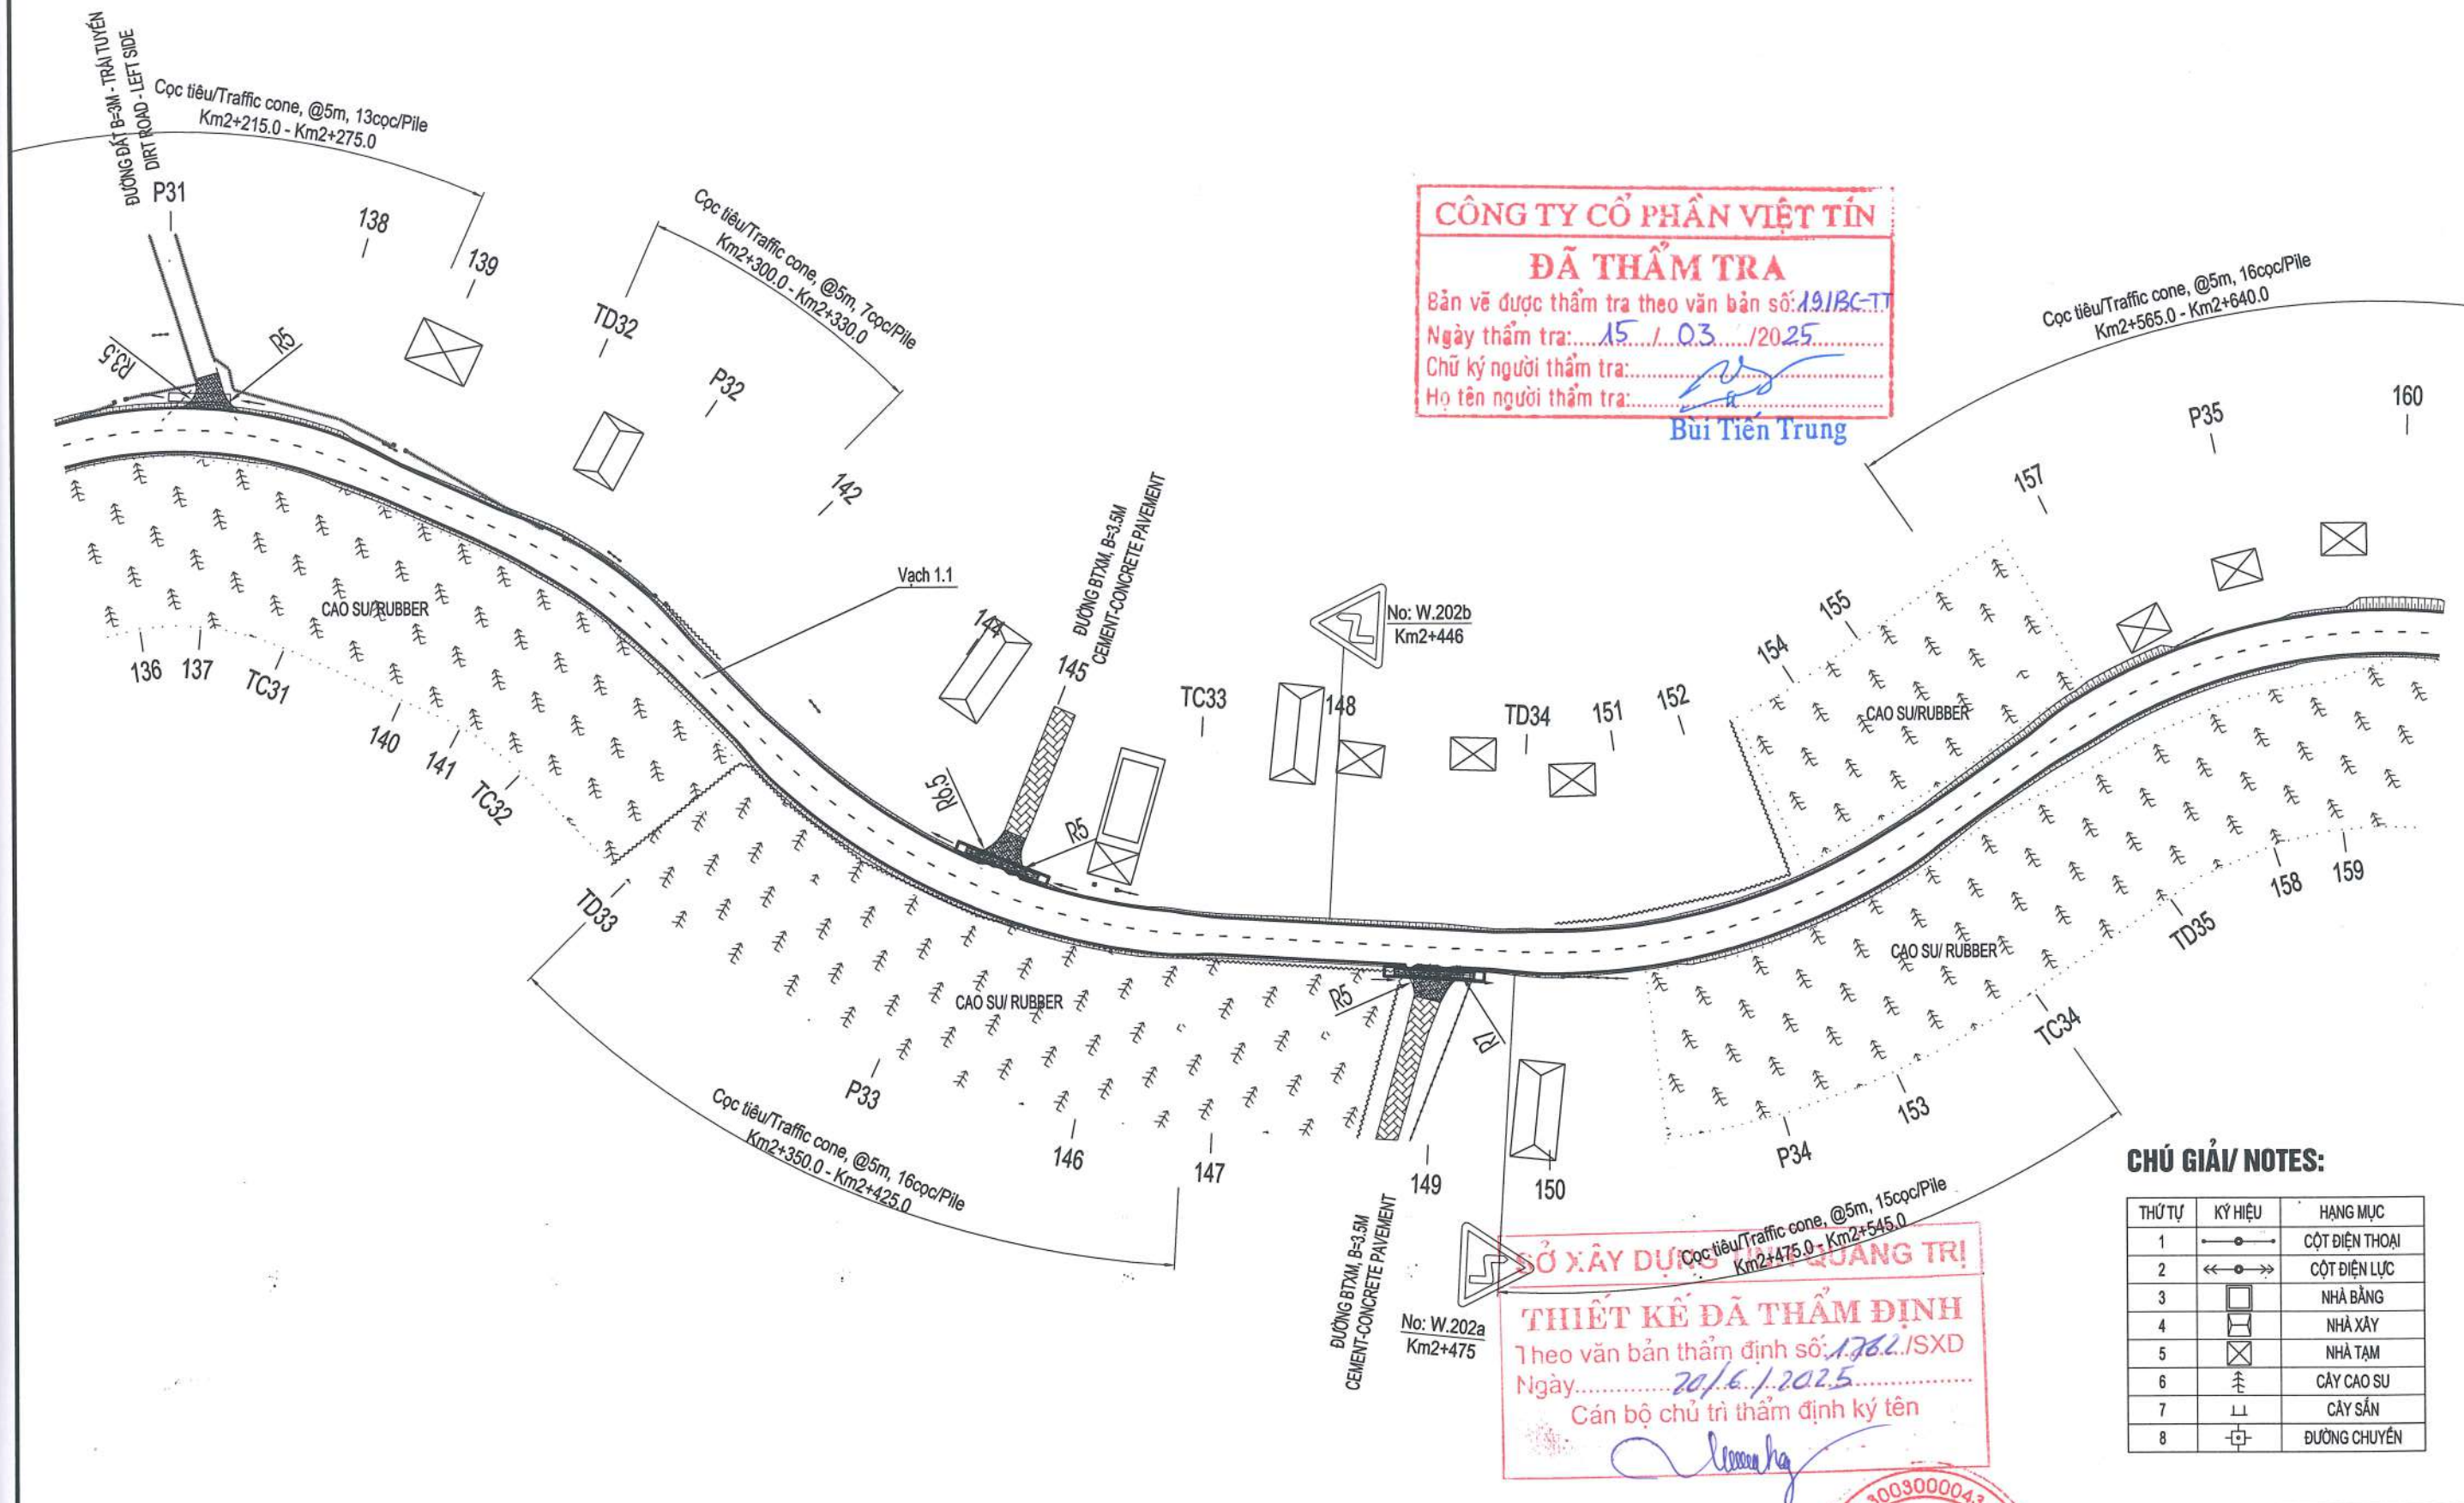 ĐƯỜNG ĐẤT B=3M - TRÁI TUYẾN
DIRT ROAD - LEFT SIDE
Cọc tiêu/Traffic cone, @5m, 13cọc/Pile
Km2+215.0 - Km2+275.0
P31
138
139
R3.5
R5
Cọc tiêu/Traffic cone, @5m, 7cọc/Pile
Km2+300.0 - Km2+330.0
TD32
P32
142
CÔNG TY CỔ PHẦN VIỆT TÍN
ĐÃ THẨM TRA
Bản vẽ được thẩm tra theo văn bản số: 191BC-TT
Ngày thẩm tra: 15 / 03 /2025
Chữ ký người thẩm tra:
Họ tên người thẩm tra:
Bùi Tiến Trung
Cọc tiêu/Traffic cone, @5m, 16cọc/Pile
Km2+565.0 - Km2+640.0
157
P35
160
CAO SU/RUBBER
136
137
TC31
140
141
TC32
TD33
Vạch 1.1
144
145
ĐƯỜNG BTXM, B=3.5M
CEMENT-CONCRETE PAVEMENT
R6.5
R5
TC33
148
No: W.202b
Km2+446
TD34
151
152
154
155
CAO SU/RUBBER
CAO SU/ RUBBER
P33
146
147
Cọc tiêu/Traffic cone, @5m, 16cọc/Pile
Km2+350.0 - Km2+425.0
R5
R7
149
150
ĐƯỜNG BTXM, B=3.5M
CEMENT-CONCRETE PAVEMENT
No: W.202a
Km2+475
CAO SU/ RUBBER
P34
153
TC34
TD35
158
159
Cọc tiêu/Traffic cone, @5m, 15cọc/Pile
Km2+475.0 - Km2+545.0
SỞ XÂY DỰNG TỈNH QUẢNG TRỊ
THIẾT KẾ ĐÃ THẨM ĐỊNH
Theo văn bản thẩm định số: 1762/SXD
Ngày 20/6/2025
Cán bộ chủ trì thẩm định ký tên
CHÚ GIẢI/ NOTES:
THỨ TỰ KÝ HIỆU HẠNG MỤC
1 CỘT ĐIỆN THOẠI
2 CỘT ĐIỆN LỰC
3 NHÀ BẰNG
4 NHÀ XÂY
5 NHÀ TẠM
6 CÂY CAO SU
7 CÂY SẮN
8 ĐƯỜNG CHUYỀN